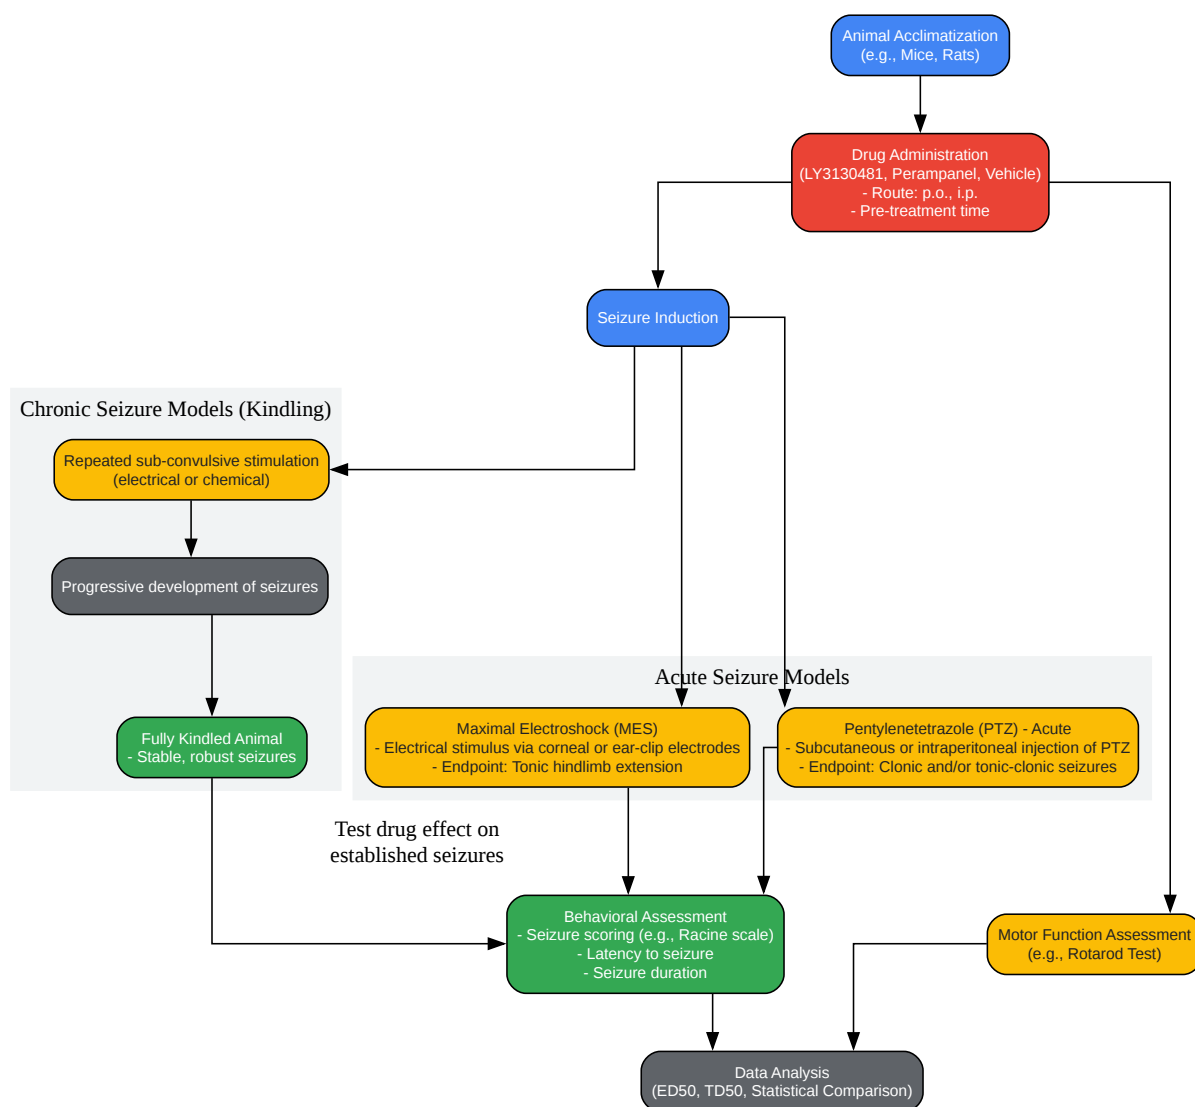 Animal Acclimatization
(e.g., Mice, Rats)
Drug Administration
(LY3130481, Perampanel, Vehicle)
- Route: p.o., i.p.
- Pre-treatment time
Seizure Induction
Chronic Seizure Models (Kindling)
Repeated sub-convulsive stimulation
(electrical or chemical)
Progressive development of seizures
Fully Kindled Animal
- Stable, robust seizures
Acute Seizure Models
Maximal Electroshock (MES)
- Electrical stimulus via corneal or ear-clip electrodes
- Endpoint: Tonic hindlimb extension
Pentylenetetrazole (PTZ) - Acute
- Subcutaneous or intraperitoneal injection of PTZ
- Endpoint: Clonic and/or tonic-clonic seizures
Test drug effect on
established seizures
Behavioral Assessment
- Seizure scoring (e.g., Racine scale)
- Latency to seizure
- Seizure duration
Motor Function Assessment
(e.g., Rotarod Test)
Data Analysis
(ED50, TD50, Statistical Comparison)